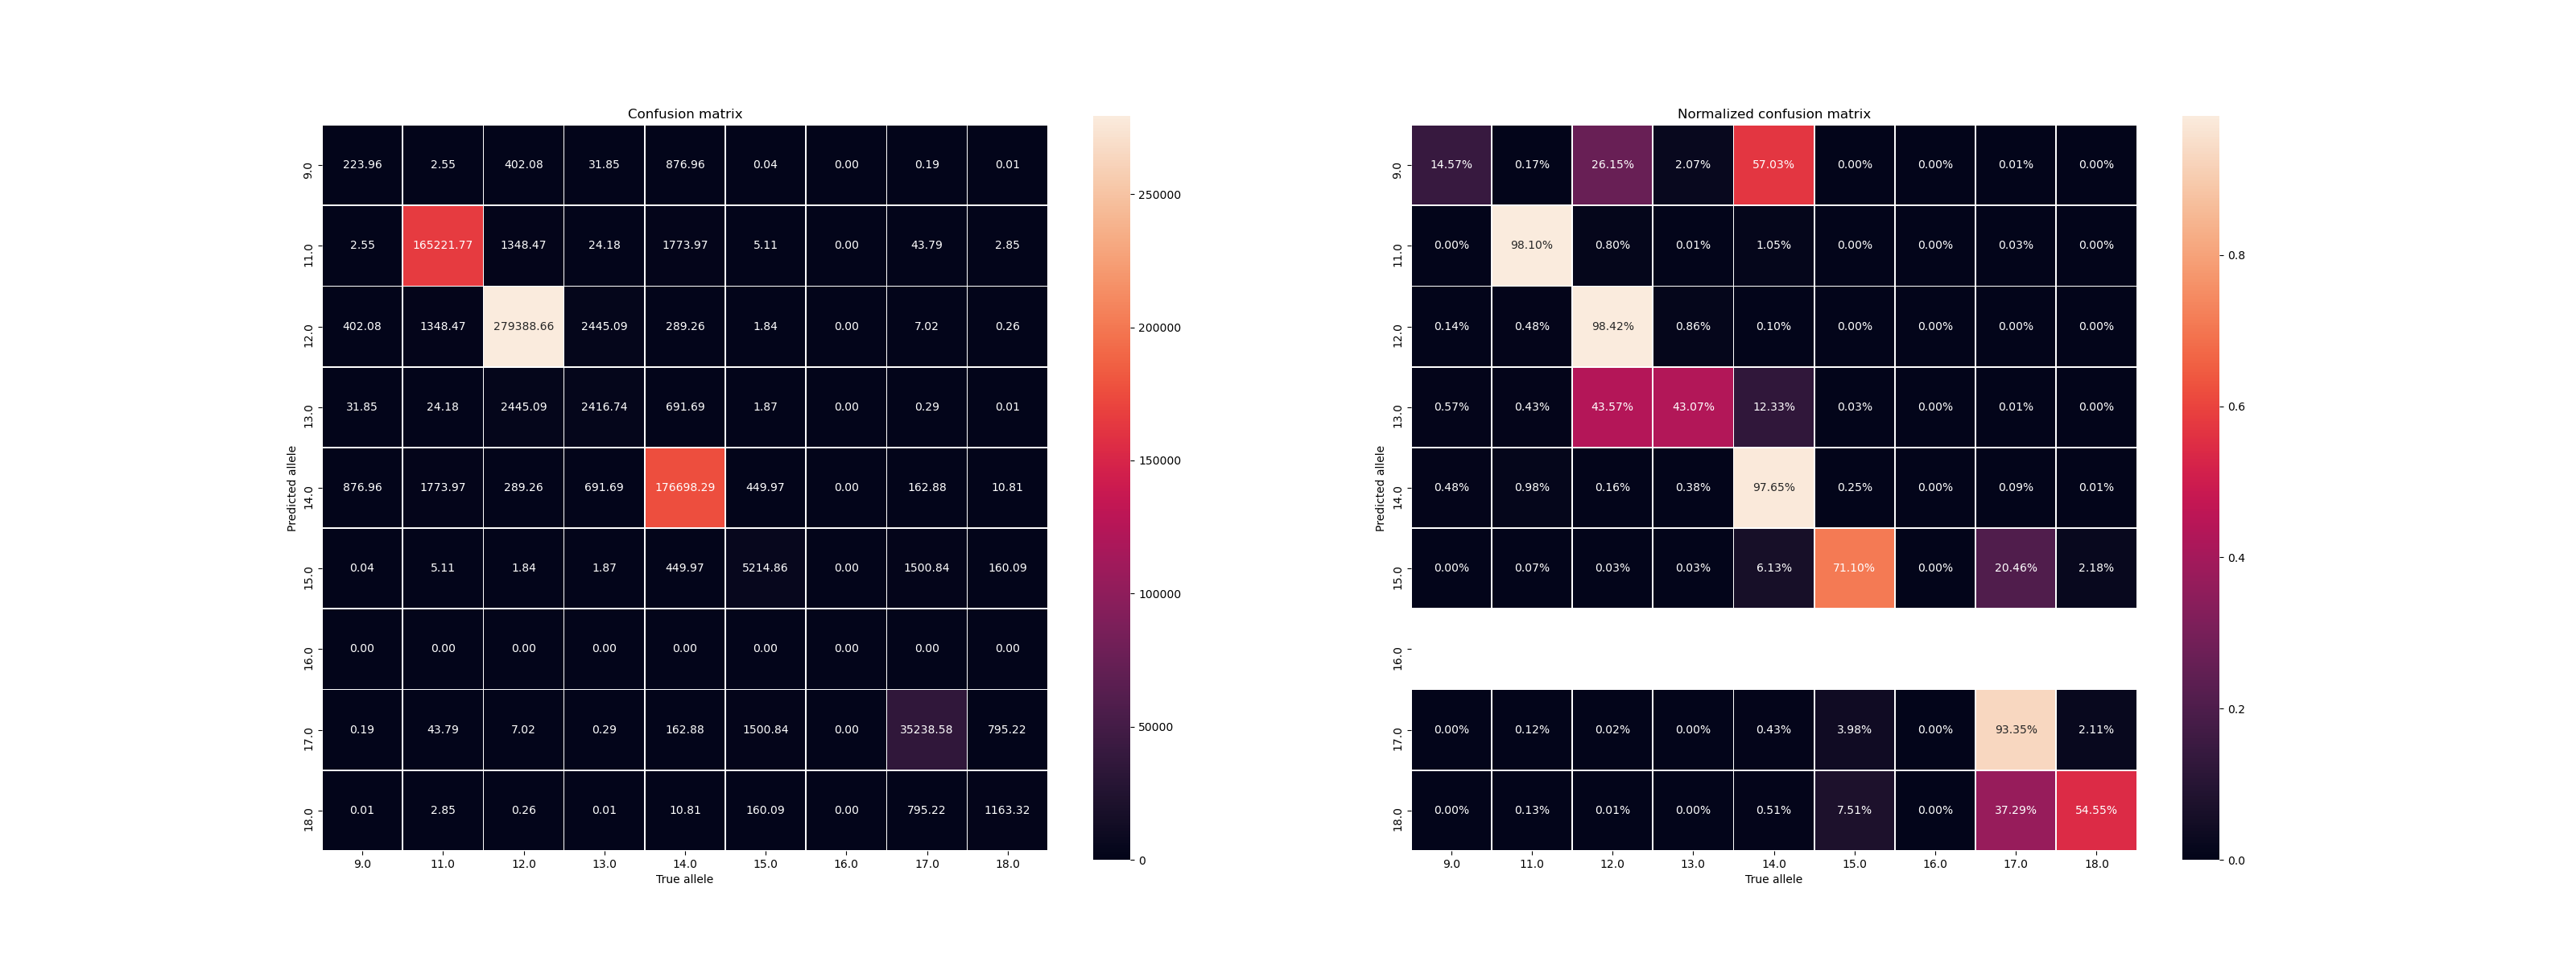 Confusion matrix
9.0 223.96 2.55 402.08 31.85 876.96 0.04 0.00 0.19 0.01
11.0 2.55 165221.77 1348.47 24.18 1773.97 5.11 0.00 43.79 2.85
12.0 402.08 1348.47 279388.66 2445.09 289.26 1.84 0.00 7.02 0.26
13.0 31.85 24.18 2445.09 2416.74 691.69 1.87 0.00 0.29 0.01
14.0 876.96 1773.97 289.26 691.69 176698.29 449.97 0.00 162.88 10.81
15.0 0.04 5.11 1.84 1.87 449.97 5214.86 0.00 1500.84 160.09
16.0 0.00 0.00 0.00 0.00 0.00 0.00 0.00 0.00 0.00
17.0 0.19 43.79 7.02 0.29 162.88 1500.84 0.00 35238.58 795.22
18.0 0.01 2.85 0.26 0.01 10.81 160.09 0.00 795.22 1163.32
9.0 11.0 12.0 13.0 14.0 15.0 16.0 17.0 18.0
True allele
Predicted allele
250000
200000
150000
100000
50000
0
Normalized confusion matrix
9.0 14.57% 0.17% 26.15% 2.07% 57.03% 0.00% 0.00% 0.01% 0.00%
11.0 0.00% 98.10% 0.80% 0.01% 1.05% 0.00% 0.00% 0.03% 0.00%
12.0 0.14% 0.48% 98.42% 0.86% 0.10% 0.00% 0.00% 0.00% 0.00%
13.0 0.57% 0.43% 43.57% 43.07% 12.33% 0.03% 0.00% 0.01% 0.00%
14.0 0.48% 0.98% 0.16% 0.38% 97.65% 0.25% 0.00% 0.09% 0.01%
15.0 0.00% 0.07% 0.03% 0.03% 6.13% 71.10% 0.00% 20.46% 2.18%
16.0
17.0 0.00% 0.12% 0.02% 0.00% 0.43% 3.98% 0.00% 93.35% 2.11%
18.0 0.00% 0.13% 0.01% 0.00% 0.51% 7.51% 0.00% 37.29% 54.55%
9.0 11.0 12.0 13.0 14.0 15.0 16.0 17.0 18.0
True allele
Predicted allele
0.8
0.6
0.4
0.2
0.0